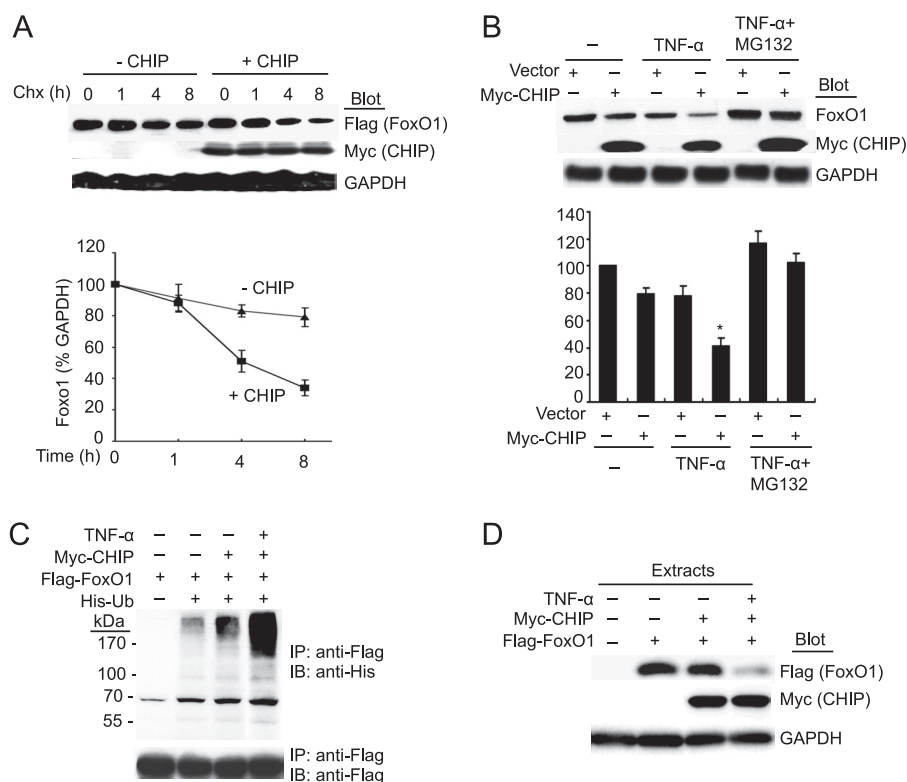 A
- CHIP + CHIP
Chx (h) 0 1 4 8 0 1 4 8 Blot
Flag (FoxO1)
Myc (CHIP)
GAPDH
120
100
80
60
40
20
0
Foxo1 (% GAPDH)
- CHIP
+ CHIP
Time (h) 0 1 4 8
B
– TNF-α TNF-α+
MG132
Vector + – + – + –
Myc-CHIP – + – + – + Blot
FoxO1
Myc (CHIP)
GAPDH
140
120
100
80
60
40
20
0
*
Vector + – + – + –
Myc-CHIP – + – + – +
– TNF-α TNF-α+
MG132
C
TNF-α – – – +
Myc-CHIP – – + +
Flag-FoxO1 + + + +
His-Ub – + + +
kDa
170 -
100 -
70 -
55 -
IP: anti-Flag
IB: anti-His
IP: anti-Flag
IB: anti-Flag
D
Extracts
TNF-α – – – +
Myc-CHIP – – + +
Flag-FoxO1 – + + + Blot
Flag (FoxO1)
Myc (CHIP)
GAPDH